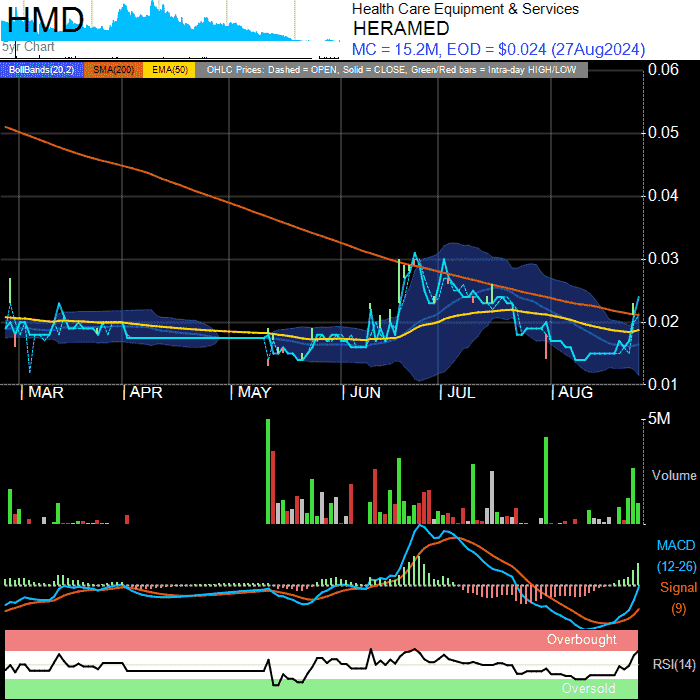 HMD
5yr Chart
Health Care Equipment & Services
HERAMED
MC = 15.2M, EOD = $0.024 (27Aug2024)
BollBands(20,2) SMA(200) EMA(50) OHLC Prices: Dashed = OPEN, Solid = CLOSE, Green/Red bars = Intra-day HIGH/LOW
0.06
0.05
0.04
0.03
0.02
0.01
| MAR | APR | MAY | JUN | JUL | AUG
5M
Volume
MACD
(12-26)
Signal
(9)
Overbought
RSI(14)
Oversold